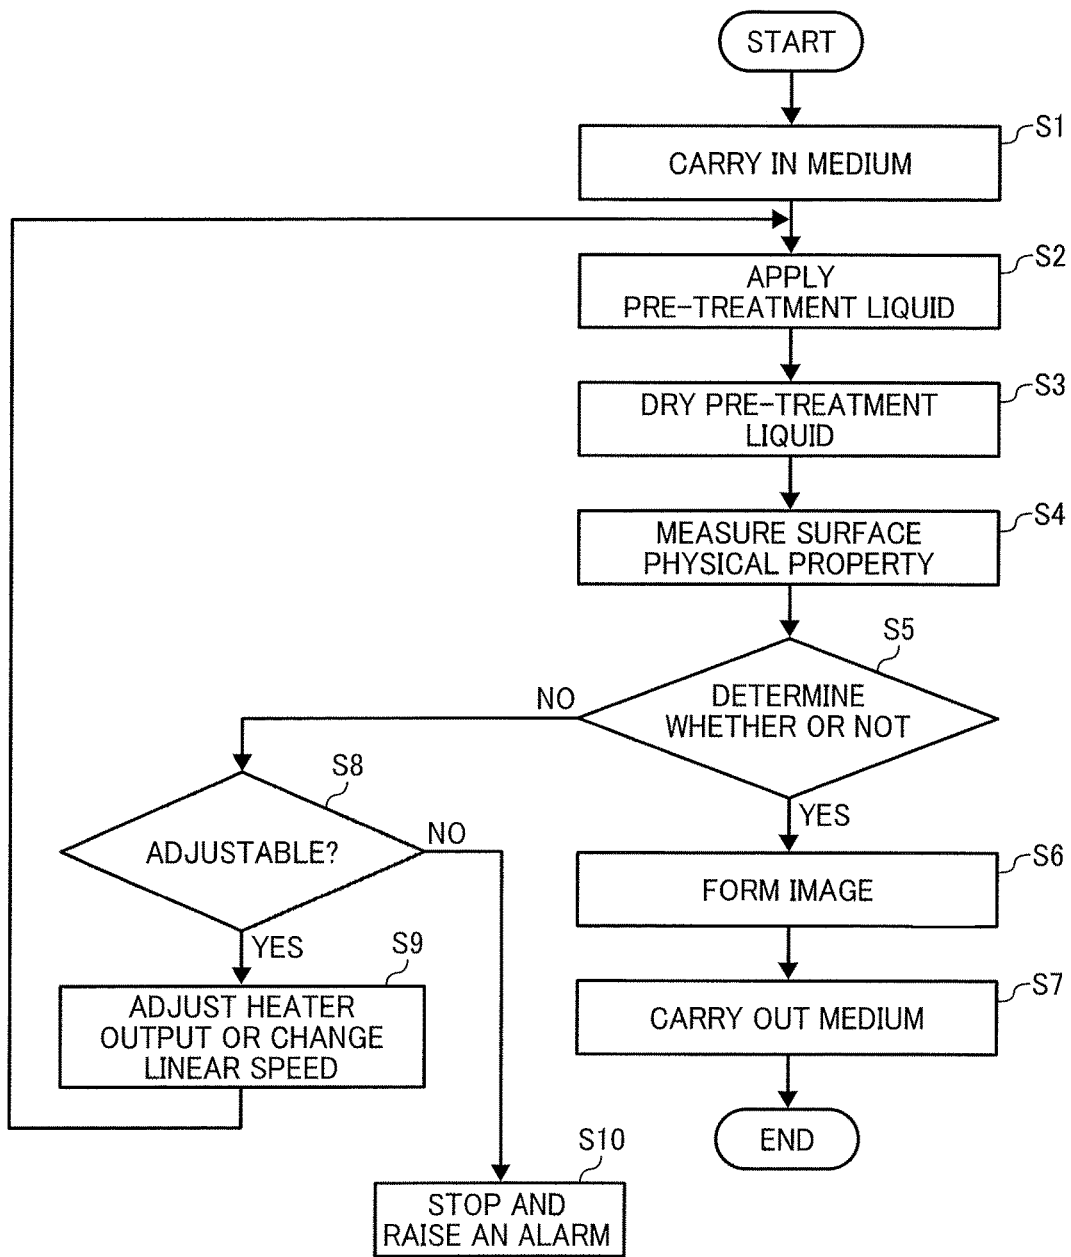 START
S1
CARRY IN MEDIUM
S2
APPLY
PRE-TREATMENT LIQUID
S3
DRY PRE-TREATMENT
LIQUID
S4
MEASURE SURFACE
PHYSICAL PROPERTY
S5
DETERMINE
WHETHER OR NOT
NO
YES
S8
ADJUSTABLE?
NO
YES
S6
FORM IMAGE
S9
ADJUST HEATER
OUTPUT OR CHANGE
LINEAR SPEED
S7
CARRY OUT MEDIUM
END
S10
STOP AND
RAISE AN ALARM